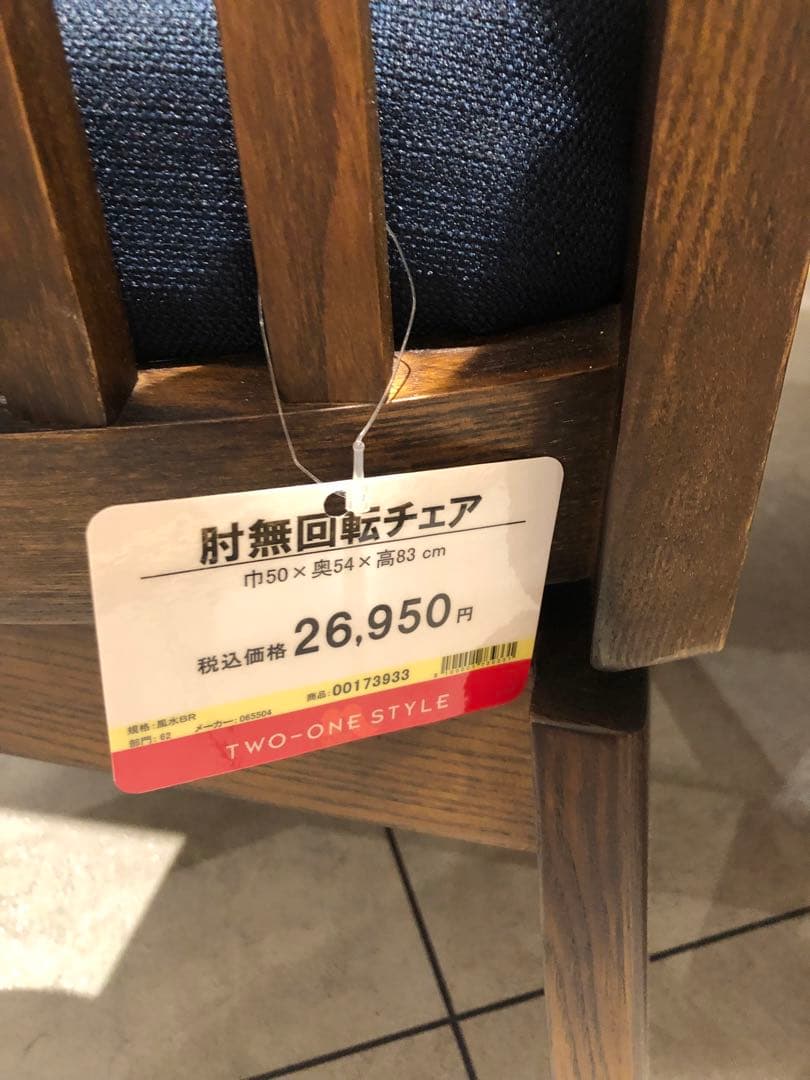 肘無回転チェア
巾50×奥54×高83 cm
税込価格 26,950円
商品:00173933
規格:風水BR メーカー:065504
部門:62
TWO-ONE STYLE